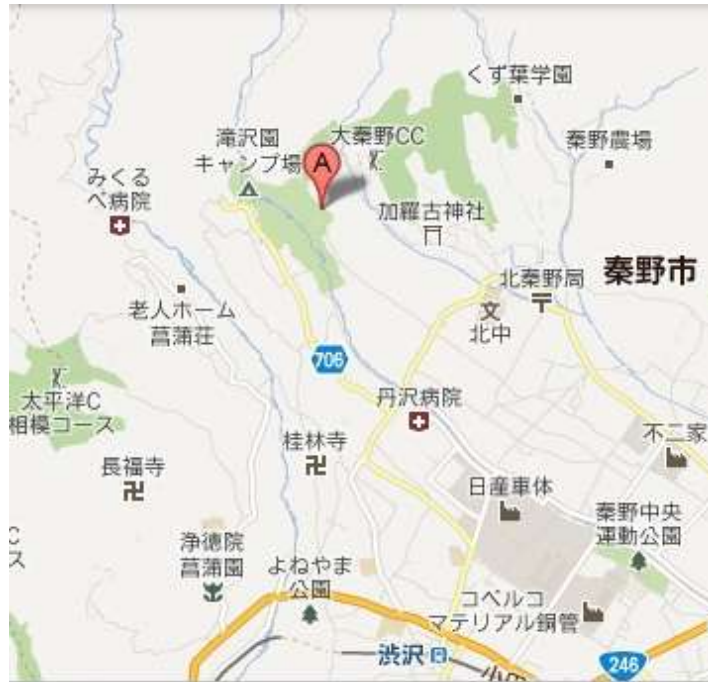 くず葉学園
大秦野CC
滝沢園
キャンプ場
A
秦野農場
みくる
べ病院
加羅古神社
秦野市
北秦野局
文
北中
老人ホーム
菖蒲荘
706
太平洋C
相模コース
丹沢病院
不二家
桂林寺
長福寺
日産車体
秦野中央
運動公園
C
ス
浄徳院
菖蒲園
よねやま
公園
コベルコ
マテリアル銅管
渋沢
小田
246